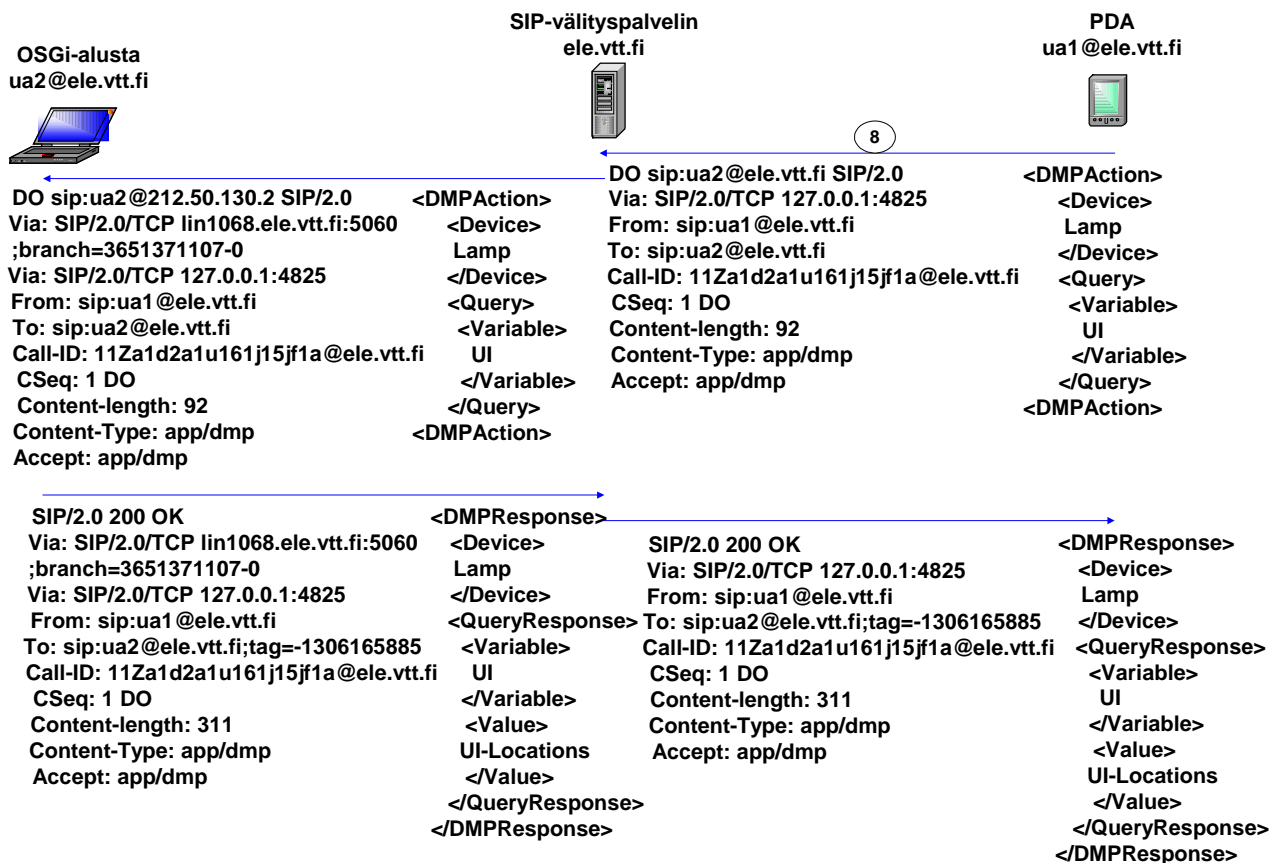 OSGi-alusta
ua2@ele.vtt.fi
SIP-välityspalvelin
ele.vtt.fi
PDA
ua1@ele.vtt.fi
8
DO sip:ua2@212.50.130.2 SIP/2.0
Via: SIP/2.0/TCP lin1068.ele.vtt.fi:5060
;branch=3651371107-0
Via: SIP/2.0/TCP 127.0.0.1:4825
From: sip:ua1@ele.vtt.fi
To: sip:ua2@ele.vtt.fi
Call-ID: 11Za1d2a1u161j15jf1a@ele.vtt.fi
CSeq: 1 DO
Content-length: 92
Content-Type: app/dmp
Accept: app/dmp
<DMPAction>
<Device>
Lamp
</Device>
<Query>
<Variable>
UI
</Variable>
</Query>
<DMPAction>
DO sip:ua2@ele.vtt.fi SIP/2.0
Via: SIP/2.0/TCP 127.0.0.1:4825
From: sip:ua1@ele.vtt.fi
To: sip:ua2@ele.vtt.fi
Call-ID: 11Za1d2a1u161j15jf1a@ele.vtt.fi
CSeq: 1 DO
Content-length: 92
Content-Type: app/dmp
Accept: app/dmp
<DMPAction>
<Device>
Lamp
</Device>
<Query>
<Variable>
UI
</Variable>
</Query>
<DMPAction>
SIP/2.0 200 OK
Via: SIP/2.0/TCP lin1068.ele.vtt.fi:5060
;branch=3651371107-0
Via: SIP/2.0/TCP 127.0.0.1:4825
From: sip:ua1@ele.vtt.fi
To: sip:ua2@ele.vtt.fi;tag=-1306165885
Call-ID: 11Za1d2a1u161j15jf1a@ele.vtt.fi
CSeq: 1 DO
Content-length: 311
Content-Type: app/dmp
Accept: app/dmp
<DMPResponse>
<Device>
Lamp
</Device>
<QueryResponse>
<Variable>
UI
</Variable>
<Value>
UI-Locations
</Value>
</QueryResponse>
</DMPResponse>
SIP/2.0 200 OK
Via: SIP/2.0/TCP 127.0.0.1:4825
From: sip:ua1@ele.vtt.fi
To: sip:ua2@ele.vtt.fi;tag=-1306165885
Call-ID: 11Za1d2a1u161j15jf1a@ele.vtt.fi
CSeq: 1 DO
Content-length: 311
Content-Type: app/dmp
Accept: app/dmp
<DMPResponse>
<Device>
Lamp
</Device>
<QueryResponse>
<Variable>
UI
</Variable>
<Value>
UI-Locations
</Value>
</QueryResponse>
</DMPResponse>